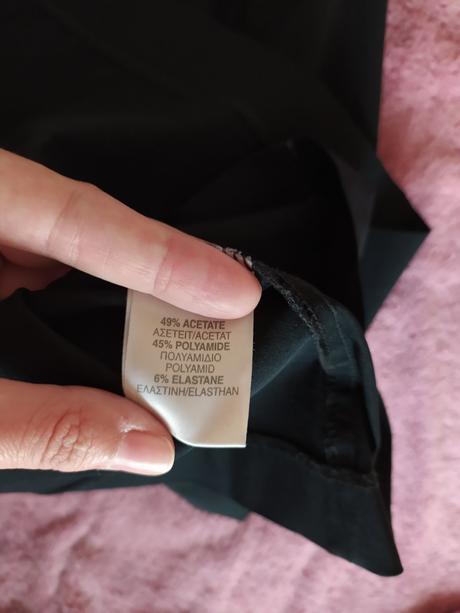 49% ACETATE
ΑΣΕΤΕΙΤ/ACETAT
45% POLYAMIDE
ΠΟΛΥΑΜΙΔΙΟ
POLYAMID
6% ELASTANE
ΕΛΑΣΤΙΝΗ/ELASTHAN